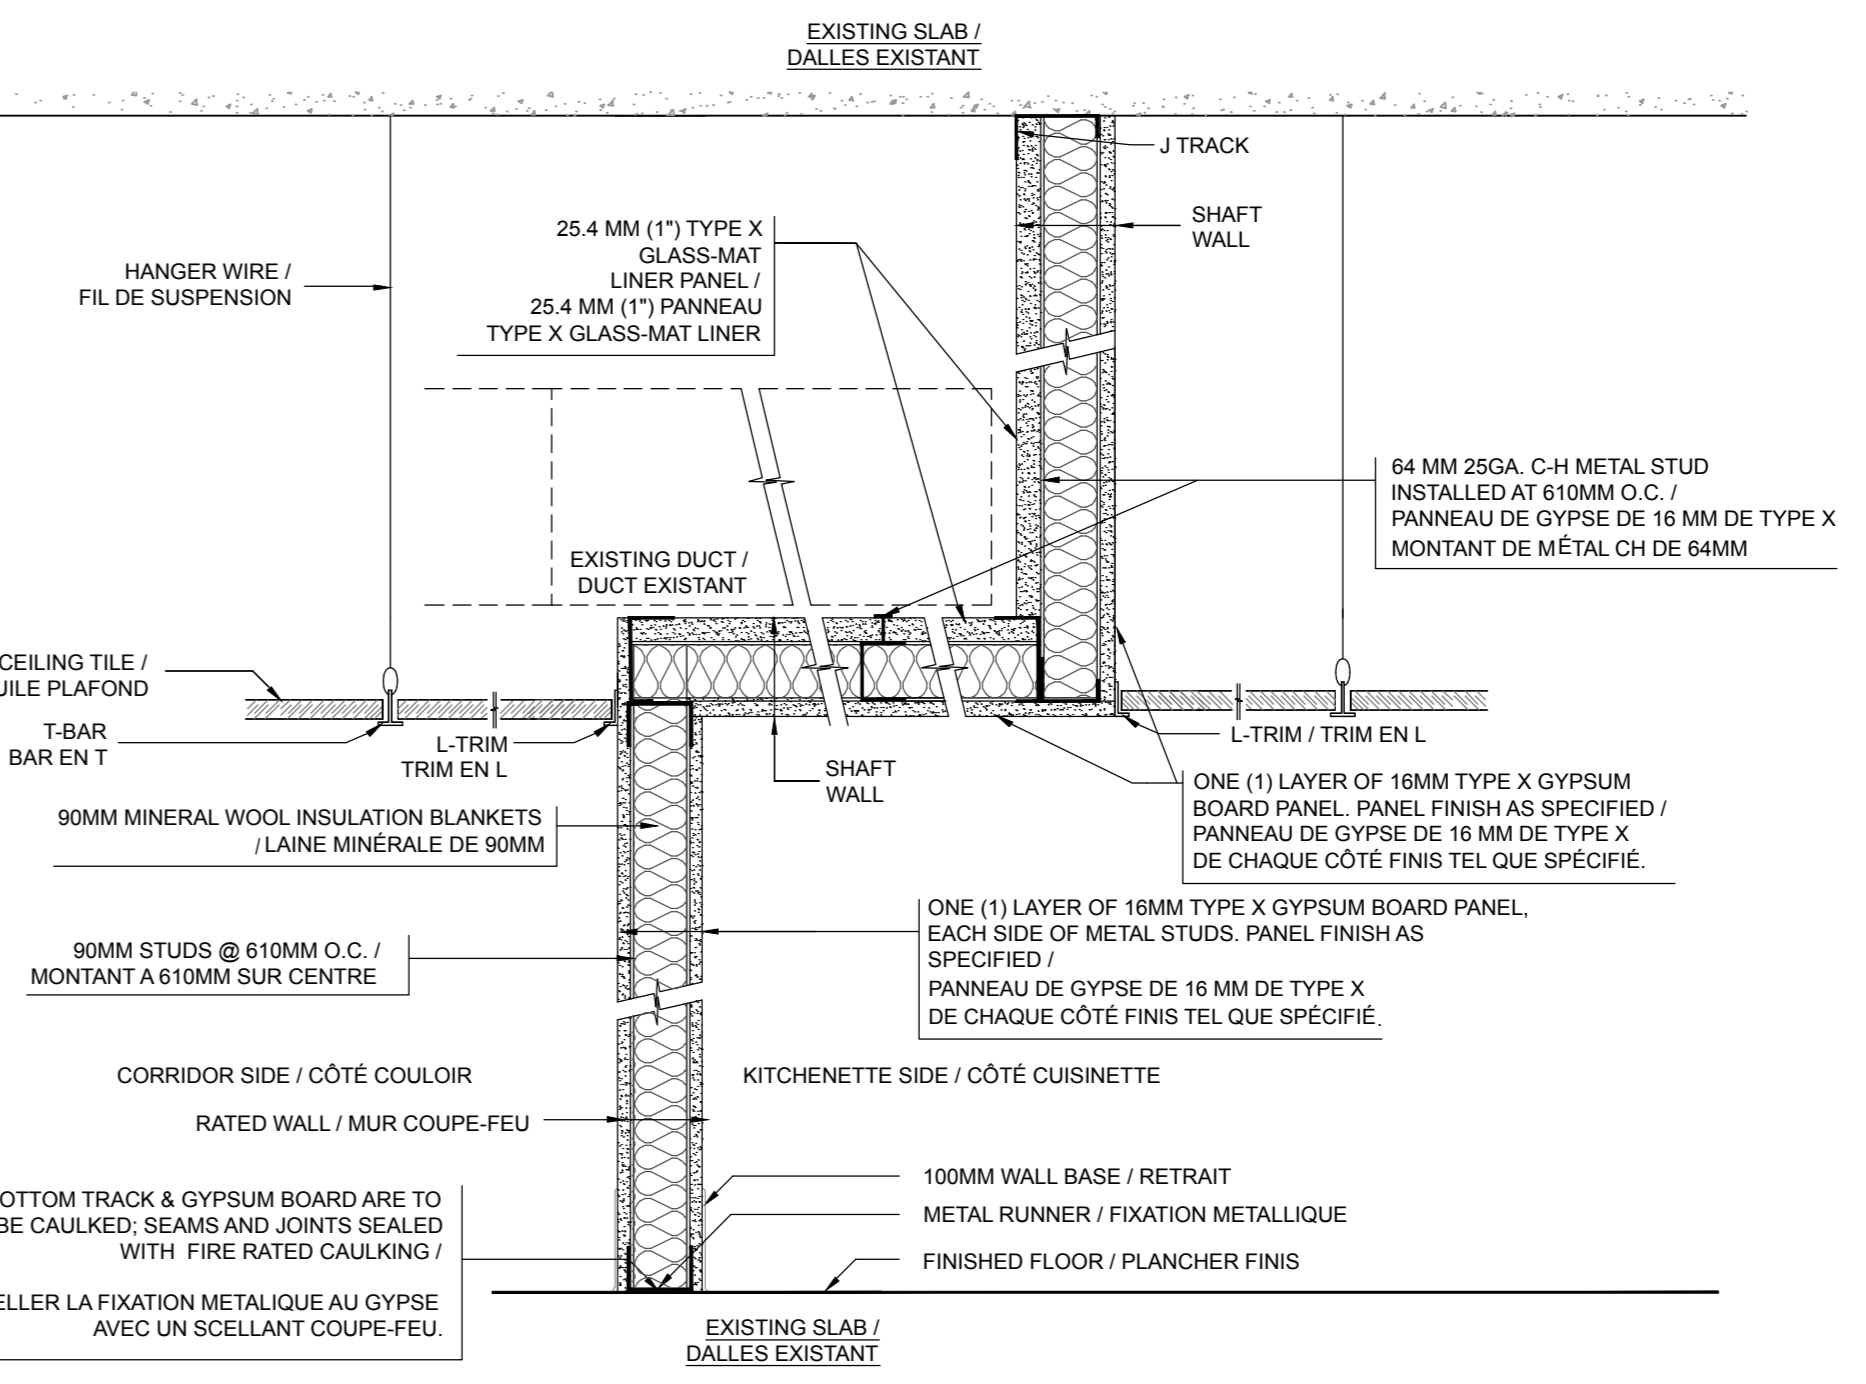 EXISTING SLAB /
DALLES EXISTANT
J TRACK
SHAFT
WALL
25.4 MM (1") TYPE X
GLASS-MAT
LINER PANEL /
25.4 MM (1") PANNEAU
TYPE X GLASS-MAT LINER
HANGER WIRE /
FIL DE SUSPENSION
64 MM 25GA. C-H METAL STUD
INSTALLED AT 610MM O.C. /
PANNEAU DE GYPSE DE 16 MM DE TYPE X
MONTANT DE MÉTAL CH DE 64MM
EXISTING DUCT /
DUCT EXISTANT
CEILING TILE /
UILE PLAFOND
T-BAR
BAR EN T
L-TRIM
TRIM EN L
L-TRIM / TRIM EN L
SHAFT
WALL
ONE (1) LAYER OF 16MM TYPE X GYPSUM
BOARD PANEL. PANEL FINISH AS SPECIFIED /
PANNEAU DE GYPSE DE 16 MM DE TYPE X
DE CHAQUE CÔTÉ FINIS TEL QUE SPÉCIFIÉ.
90MM MINERAL WOOL INSULATION BLANKETS
/ LAINE MINÉRALE DE 90MM
ONE (1) LAYER OF 16MM TYPE X GYPSUM BOARD PANEL,
EACH SIDE OF METAL STUDS. PANEL FINISH AS
SPECIFIED /
PANNEAU DE GYPSE DE 16 MM DE TYPE X
DE CHAQUE CÔTÉ FINIS TEL QUE SPÉCIFIÉ.
90MM STUDS @ 610MM O.C. /
MONTANT A 610MM SUR CENTRE
CORRIDOR SIDE / CÔTÉ COULOIR
KITCHENETTE SIDE / CÔTÉ CUISINETTE
RATED WALL / MUR COUPE-FEU
100MM WALL BASE / RETRAIT
METAL RUNNER / FIXATION METALLIQUE
FINISHED FLOOR / PLANCHER FINIS
OTTOM TRACK & GYPSUM BOARD ARE TO
BE CAULKED; SEAMS AND JOINTS SEALED
WITH FIRE RATED CAULKING /
ELLER LA FIXATION METALIQUE AU GYPSE
AVEC UN SCELLANT COUPE-FEU.
EXISTING SLAB /
DALLES EXISTANT